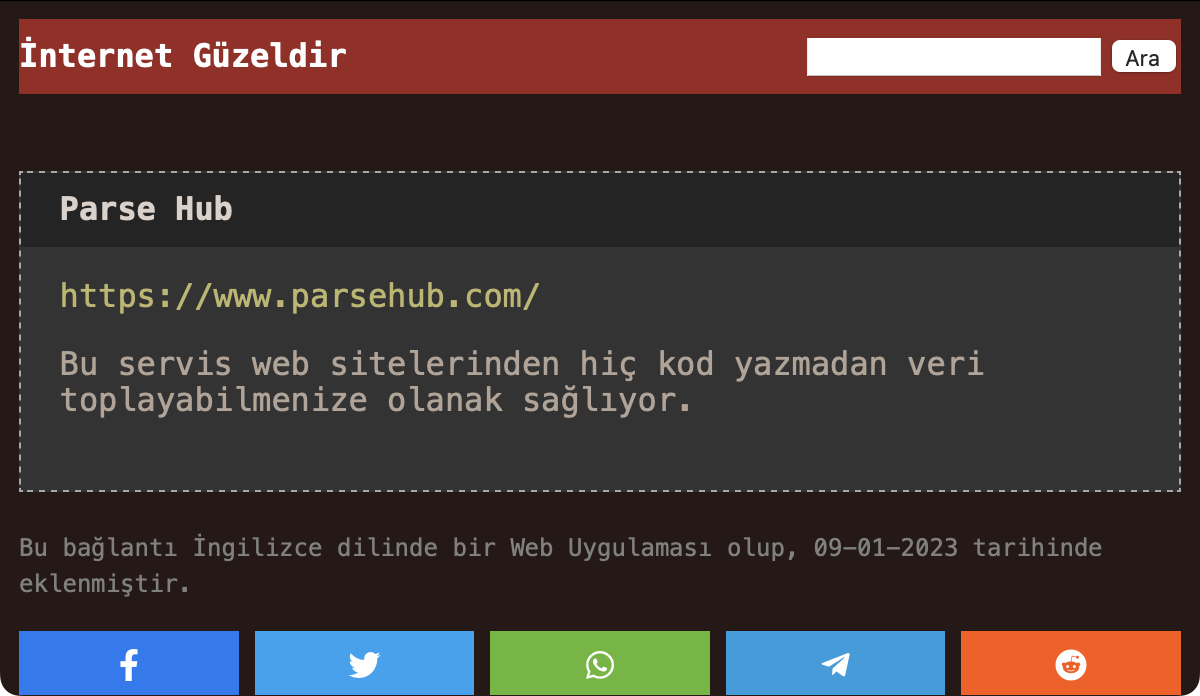 İnternet Güzeldir
Ara
Parse Hub
https://www.parsehub.com/
Bu servis web sitelerinden hiç kod yazmadan veri
toplayabilmenize olanak sağlıyor.
Bu bağlantı İngilizce dilinde bir Web Uygulaması olup, 09-01-2023 tarihinde
eklenmiştir.